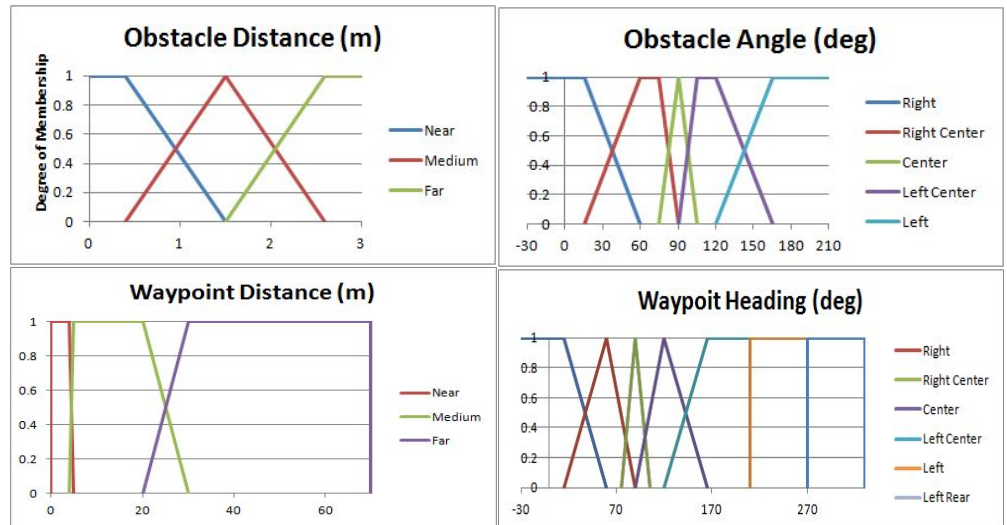 Obstacle Distance (m)
Degree of Membership
1
0.8
0.6
0.4
0.2
0
0 1 2 3
Near
Medium
Far
Obstacle Angle (deg)
1
0.8
0.6
0.4
0.2
0
-30 0 30 60 90 120 150 180 210
Right
Right Center
Center
Left Center
Left
Waypoint Distance (m)
1
0.8
0.6
0.4
0.2
0
0 20 40 60
Near
Medium
Far
Waypoit Heading (deg)
1
0.8
0.6
0.4
0.2
0
-30 70 170 270
Right
Right Center
Center
Left Center
Left
Left Rear